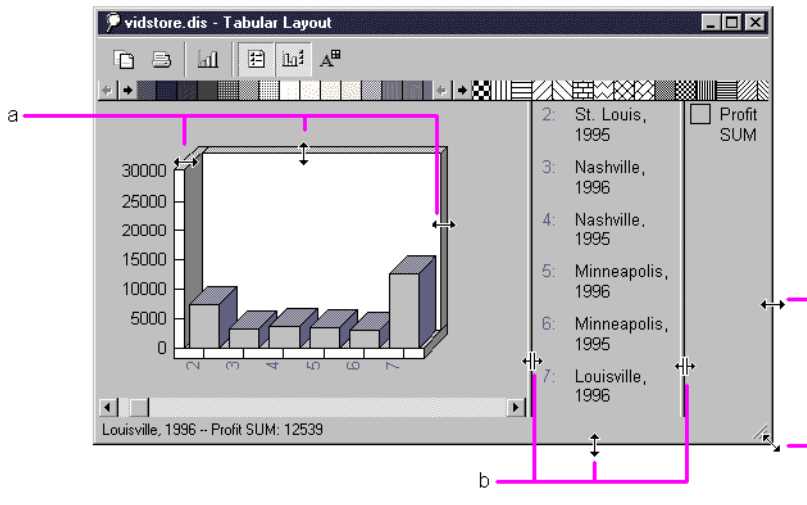 vidstore.dis - Tabular Layout
A
a
30000
25000
20000
15000
10000
5000
0
2
3
4
5
6
7
2: St. Louis,
1995
3: Nashville,
1996
4: Nashville,
1995
5: Minneapolis,
1996
6: Minneapolis,
1995
7: Louisville,
1996
Profit
SUM
Louisville, 1996 -- Profit SUM: 12539
b